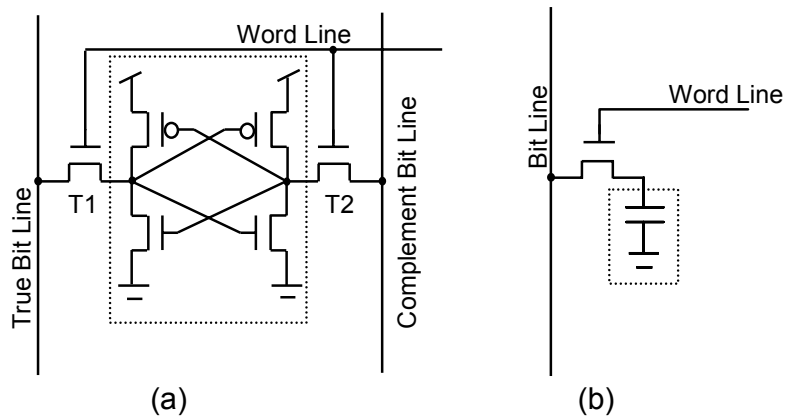 Word Line
True Bit Line
T1
T2
Complement Bit Line
(a)
Bit Line
Word Line
(b)